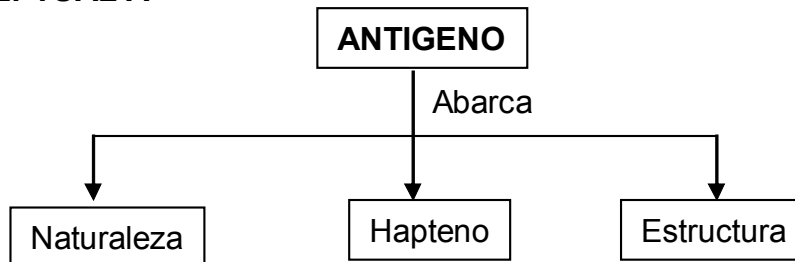 ANTIGENO
Abarca
Naturaleza
Hapteno
Estructura